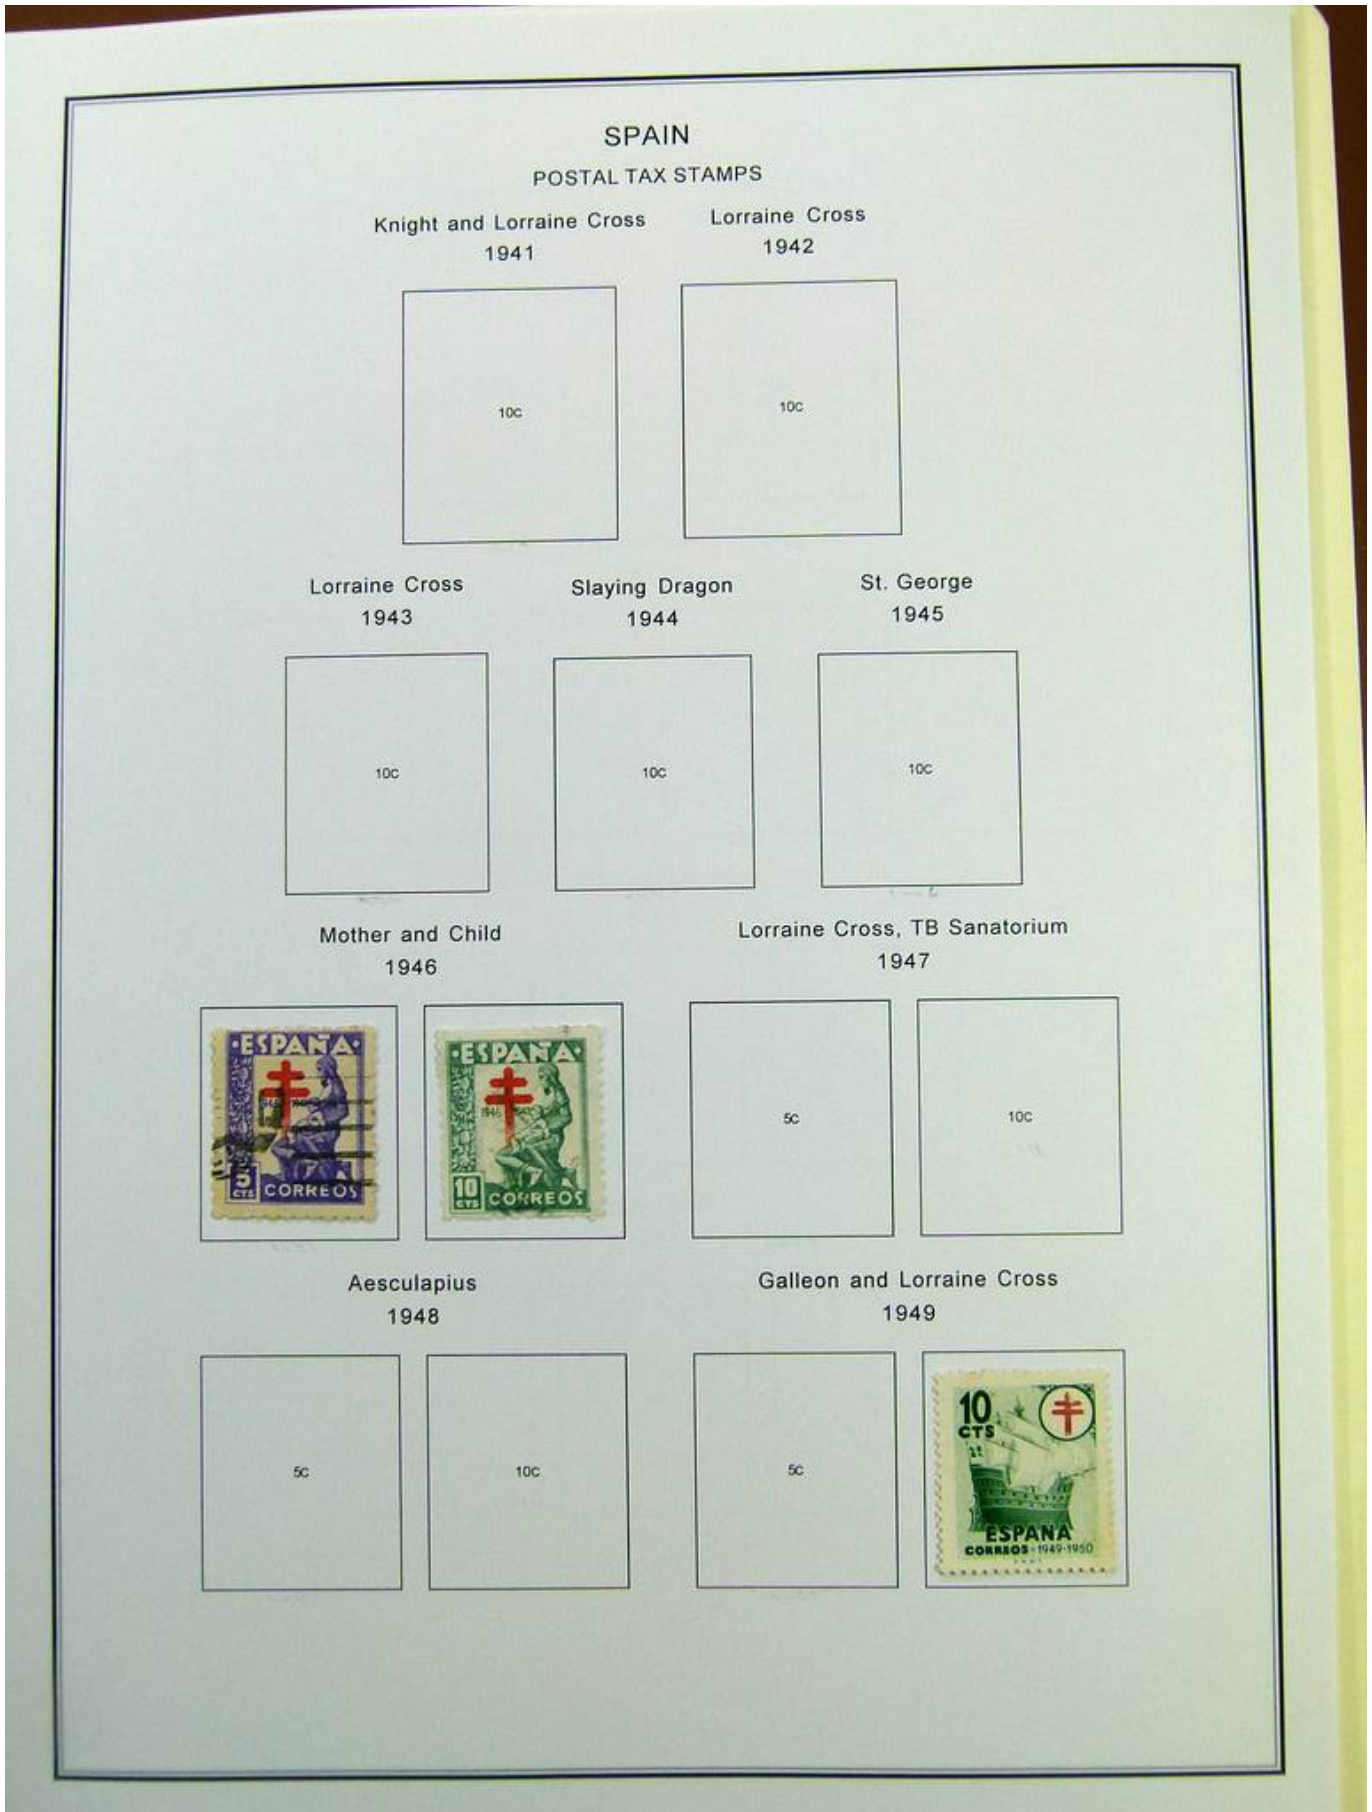 SPAIN
POSTAL TAX STAMPS
Knight and Lorraine Cross
1941
Lorraine Cross
1942
10C
10C
Lorraine Cross
1943
Slaying Dragon
1944
St. George
1945
10C
10C
10C
Mother and Child
1946
Lorraine Cross, TB Sanatorium
1947
·ESPAÑA·
5
CTS
CORREOS
·ESPAÑA·
1946 1947
10
CTS
CORREOS
5C
10C
Aesculapius
1948
Galleon and Lorraine Cross
1949
5C
10C
5C
10
CTS
ESPAÑA
CORREOS·1949-1950